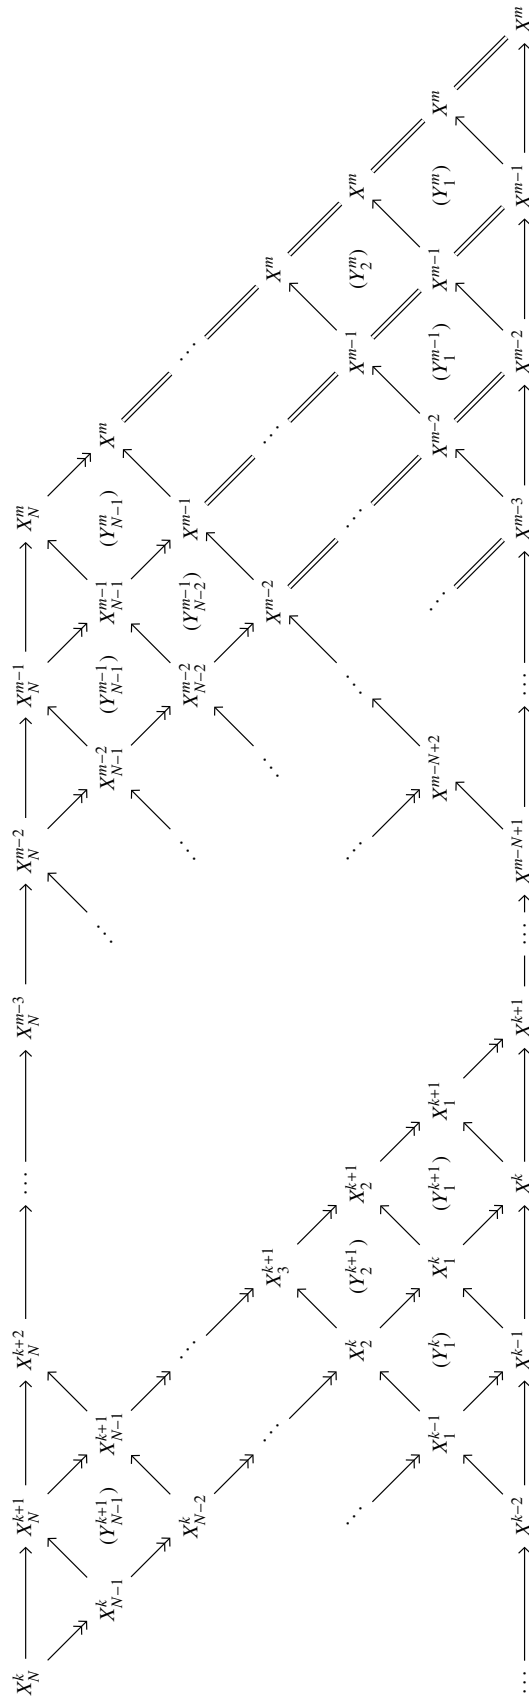 X_N^k X_N^{k+1} X_N^{k+2} ⋯ X_N^{m−3} X_N^{m−2} X_N^{m−1} X_N^m
X_{N−1}^k (Y_{N−1}^{k+1}) X_{N−1}^{k+1} ⋯ X_{N−1}^{m−2} (Y_{N−1}^{m−1}) X_{N−1}^{m−1} (Y_{N−1}^m) X^m
X_{N−2}^k ⋯ ⋯ X_{N−2}^{m−2} (Y_{N−2}^{m−1}) X^{m−1} ⋯
⋯ X_3^{k+1} ⋯ X^{m−2} ⋯ X^m
⋯ X_2^k (Y_2^{k+1}) X_2^{k+1} ⋯ ⋯ ⋯ X^{m−1} (Y_2^m) X^m
X_1^{k−1} (Y_1^k) X_1^k (Y_1^{k+1}) X_1^{k+1} X^{m−N+2} ⋯ X^{m−2} (Y_1^{m−1}) X^{m−1} (Y_1^m) X^m
⋯ X^{k−2} X^{k−1} X^k X^{k+1} ⋯ X^{m−N+1} ⋯ X^{m−3} X^{m−2} X^{m−1} X^m